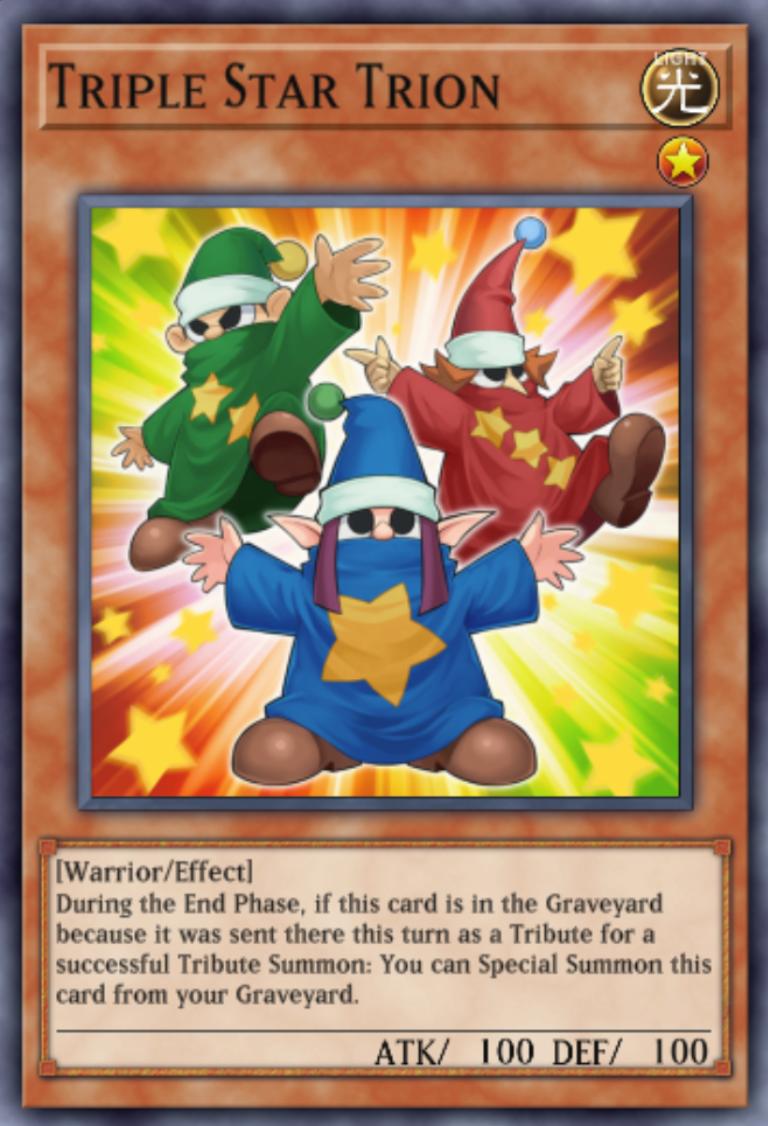 TRIPLE STAR TRION
LIGHT
光
[Warrior/Effect]
During the End Phase, if this card is in the Graveyard
because it was sent there this turn as a Tribute for a
successful Tribute Summon: You can Special Summon this
card from your Graveyard.
ATK/ 100 DEF/ 100